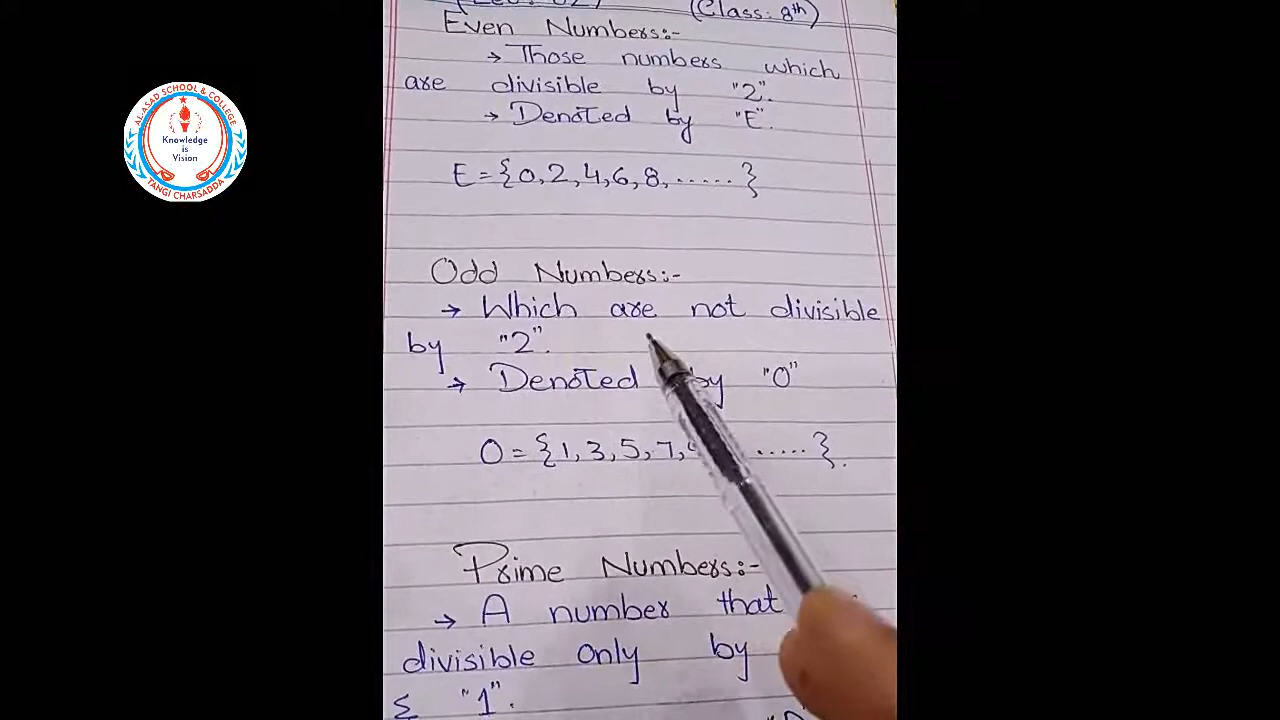 AL-ASAD SCHOOL & COLLEGE
Knowledge
is
Vision
TANGI CHARSADDA
(Class: 8th)
Even Numbers:-
→ Those numbers which
are divisible by "2".
→ Denoted by "E".
E = {0, 2, 4, 6, 8, ......}
Odd Numbers:-
→ Which are not divisible
by "2".
→ Denoted by "O"
O = {1, 3, 5, 7, ..... }.
Prime Numbers:-
→ A number that
divisible only by
& "1".